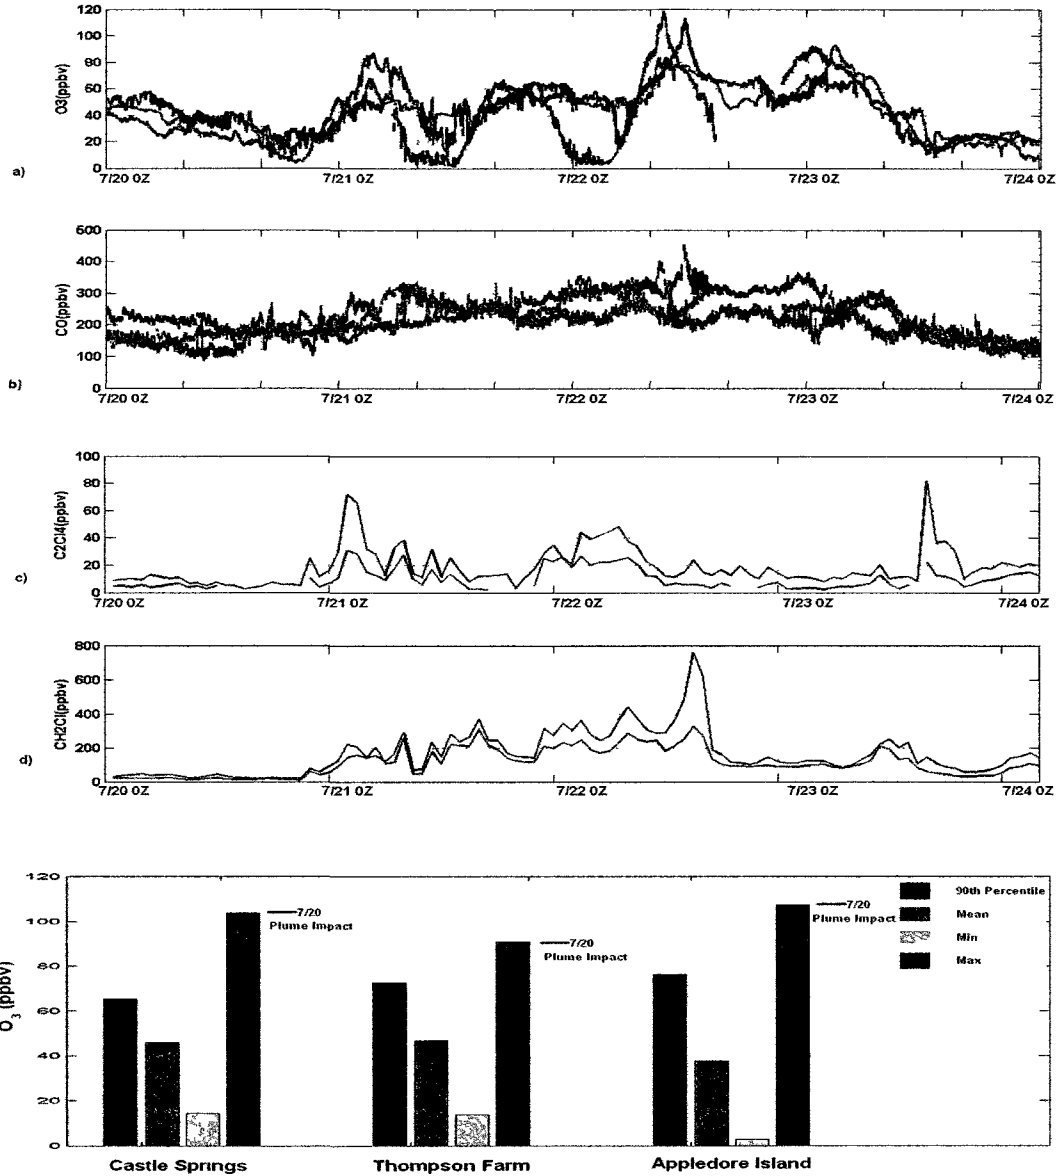 120
100
80
60
40
20
0
O3(ppbv)
a)
7/20 0Z 7/21 0Z 7/22 0Z 7/23 0Z 7/24 0Z
600
500
400
300
200
100
0
CO(ppbv)
b)
7/20 0Z 7/21 0Z 7/22 0Z 7/23 0Z 7/24 0Z
100
80
60
40
20
0
C2Cl4(ppbv)
c)
7/20 0Z 7/21 0Z 7/22 0Z 7/23 0Z 7/24 0Z
800
600
400
200
0
CH2Cl(ppbv)
d)
7/20 0Z 7/21 0Z 7/22 0Z 7/23 0Z 7/24 0Z
120
100
80
60
40
20
0
O3 (ppbv)
7/20
Plume Impact
7/20
Plume Impact
7/20
Plume Impact
90th Percentile
Mean
Min
Max
Castle Springs Thompson Farm Appledore Island